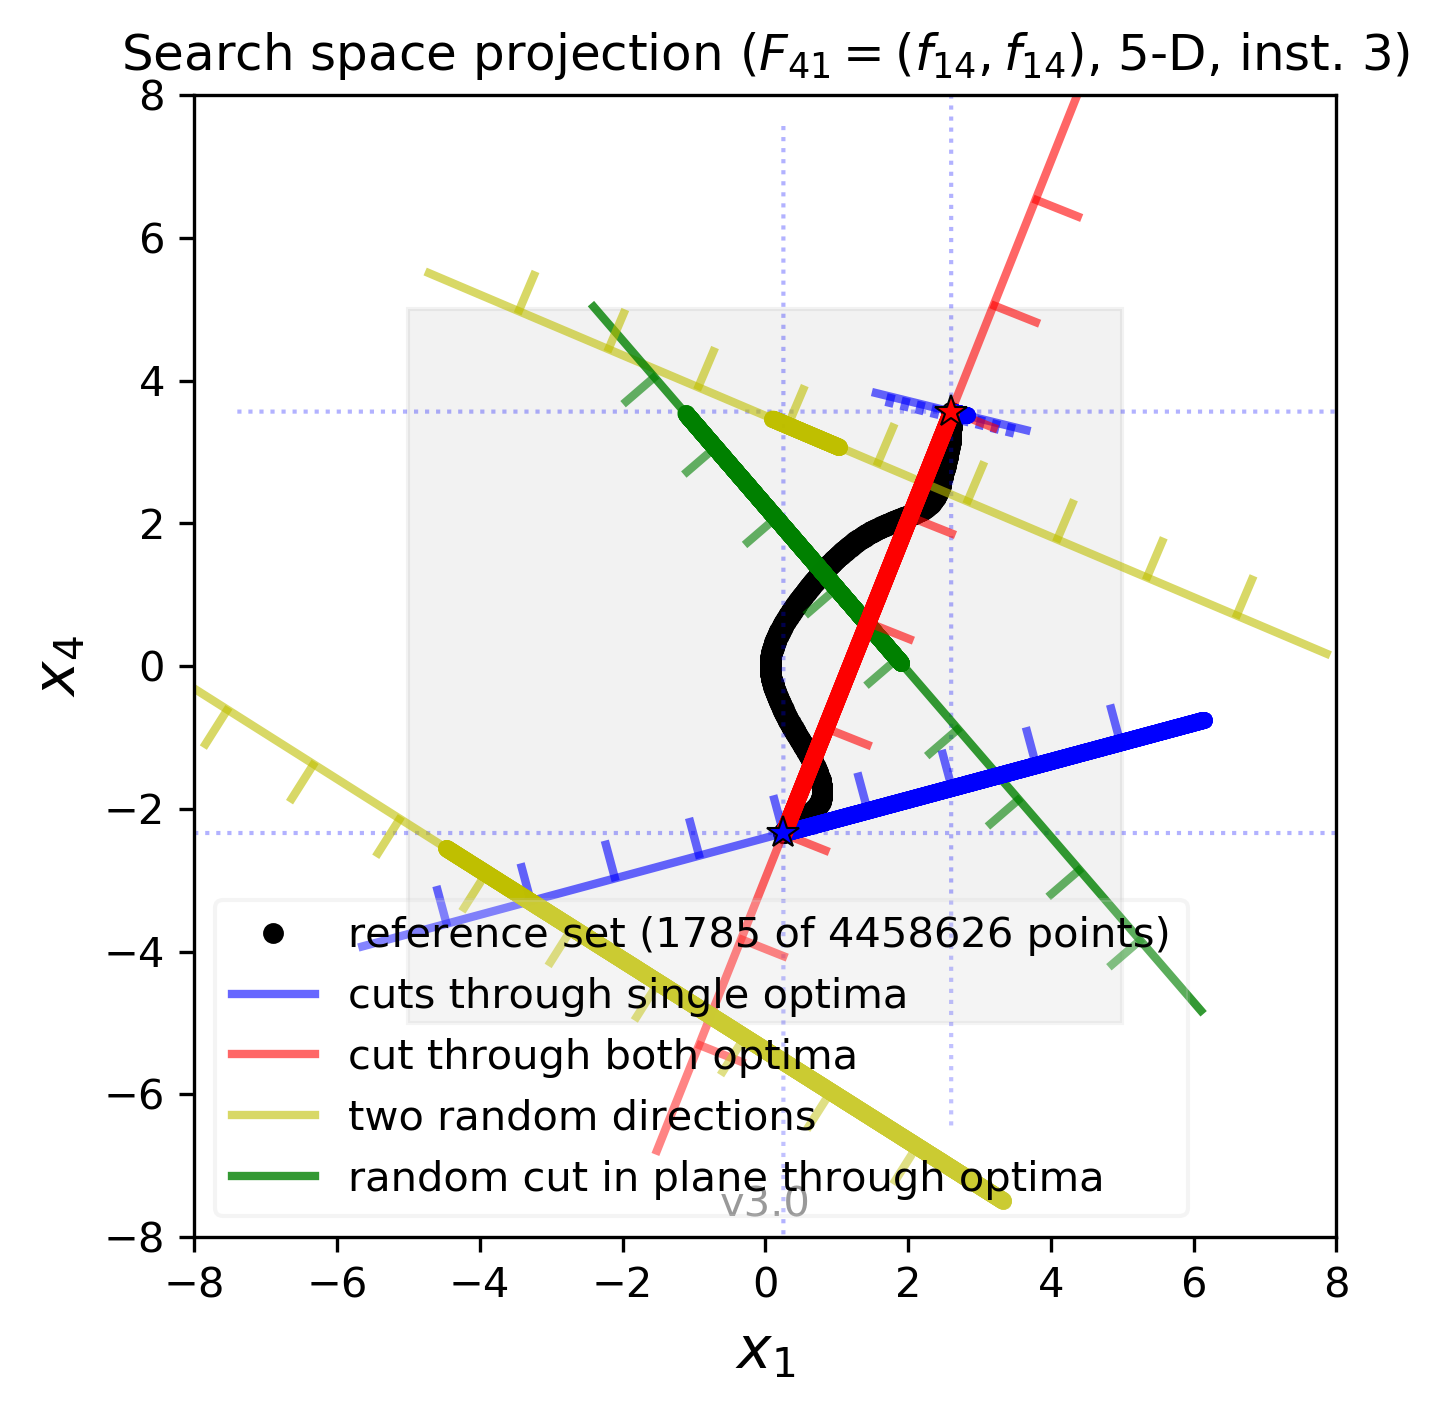 Search space projection (F₄₁ = (f₁₄, f₁₄), 5-D, inst. 3)
8
6
4
2
0
−2
−4
−6
−8
x₄
reference set (1785 of 4458626 points)
cuts through single optima
cut through both optima
two random directions
random cut in plane through optima
v3.0
−8 −6 −4 −2 0 2 4 6 8
x₁